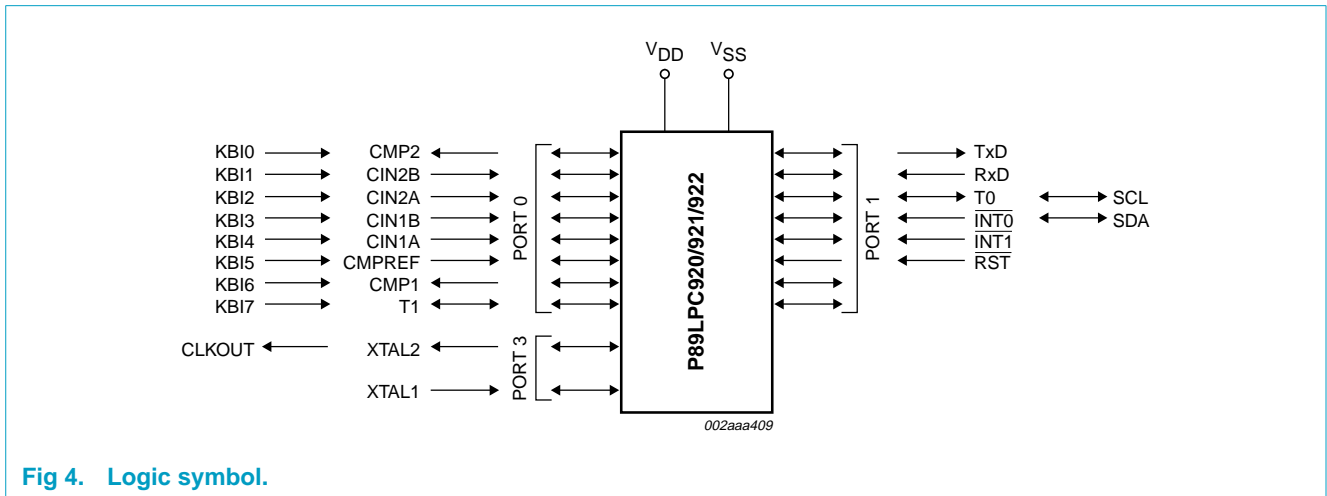 VDD VSS
KBI0 CMP2 TxD
KBI1 CIN2B RxD
KBI2 CIN2A T0 SCL
KBI3 CIN1B INT0 SDA
KBI4 CIN1A INT1
KBI5 CMPREF RST
KBI6 CMP1
KBI7 T1
PORT 0
P89LPC920/921/922
PORT 1
CLKOUT XTAL2
XTAL1
PORT 3
002aaa409
Fig 4. Logic symbol.